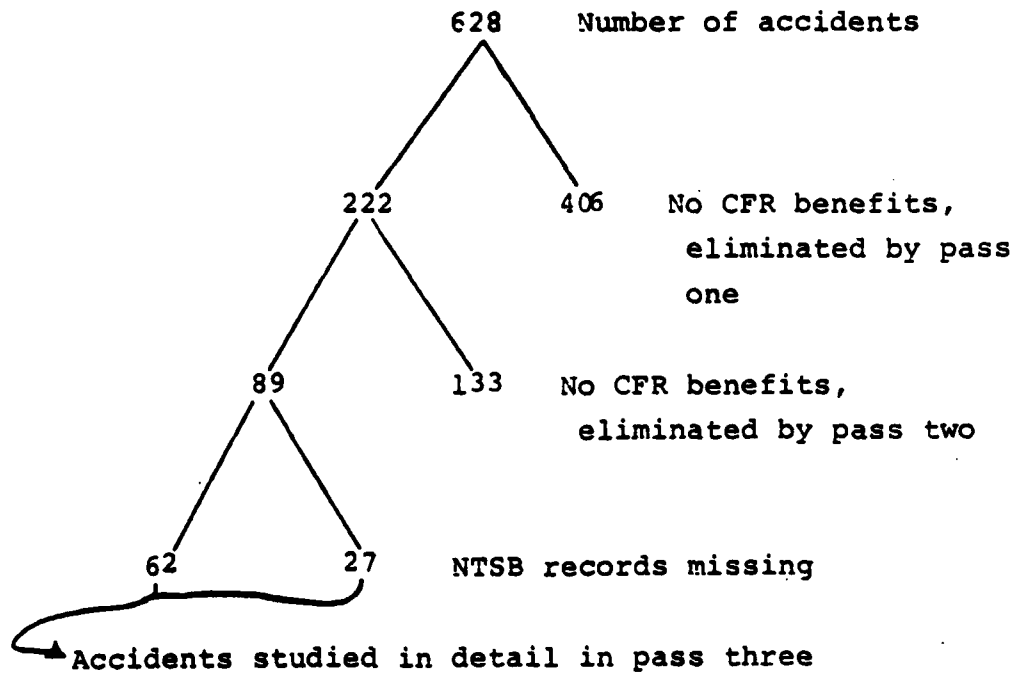 628 Number of accidents
222 406 No CFR benefits,
eliminated by pass
one
89 133 No CFR benefits,
eliminated by pass two
62 27 NTSB records missing
Accidents studied in detail in pass three